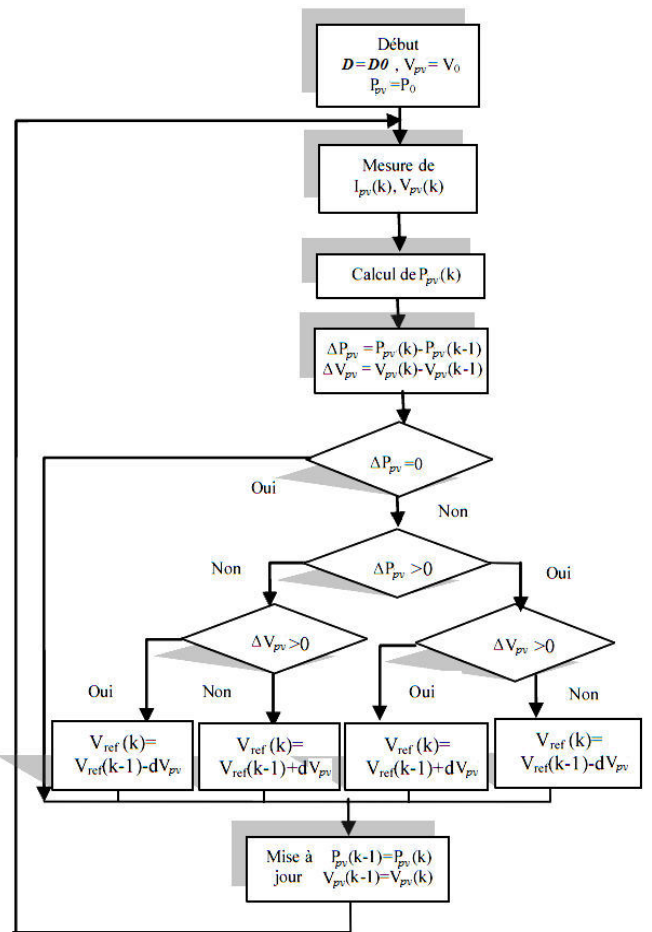 Début
D=D0 , Vpv = V0
Ppv =P0
Mesure de
Ipv(k), Vpv(k)
Calcul de Ppv(k)
ΔPpv =Ppv(k)-Ppv(k-1)
ΔVpv = Vpv(k)-Vpv(k-1)
ΔPpv =0
Oui
Non
ΔPpv >0
Non
Oui
ΔVpv >0
ΔVpv >0
Oui
Non
Oui
Non
Vref (k)=
Vref(k-1)-dVpv
Vref (k)=
Vref(k-1)+dVpv
Vref (k)=
Vref(k-1)+dVpv
Vref (k)=
Vref(k-1)-dVpv
Mise à Ppv(k-1)=Ppv(k)
jour Vpv(k-1)=Vpv(k)